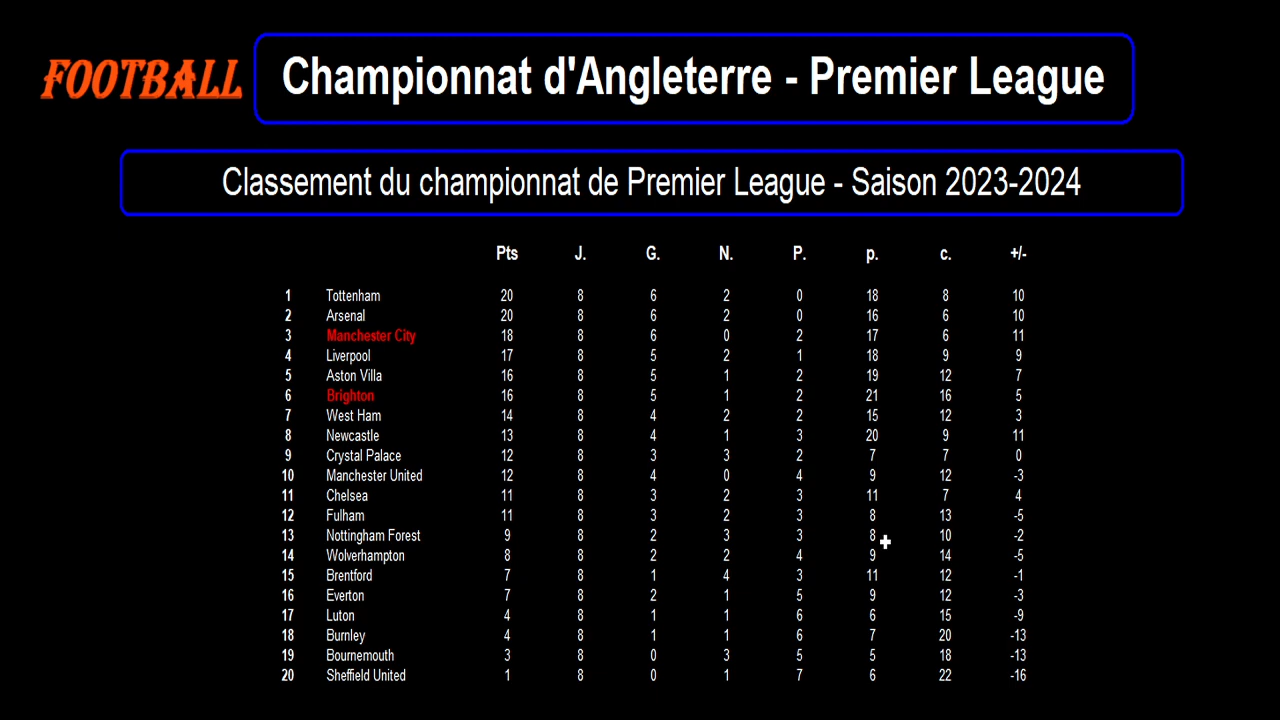 FOOTBALL Championnat d'Angleterre - Premier League
Classement du championnat de Premier League - Saison 2023-2024
Pts J. G. N. P. p. c. +/-
1 Tottenham 20 8 6 2 0 18 8 10
2 Arsenal 20 8 6 2 0 16 6 10
3 Manchester City 18 8 6 0 2 17 6 11
4 Liverpool 17 8 5 2 1 18 9 9
5 Aston Villa 16 8 5 1 2 19 12 7
6 Brighton 16 8 5 1 2 21 16 5
7 West Ham 14 8 4 2 2 15 12 3
8 Newcastle 13 8 4 1 3 20 9 11
9 Crystal Palace 12 8 3 3 2 7 7 0
10 Manchester United 12 8 4 0 4 9 12 -3
11 Chelsea 11 8 3 2 3 11 7 4
12 Fulham 11 8 3 2 3 8 13 -5
13 Nottingham Forest 9 8 2 3 3 8 10 -2
14 Wolverhampton 8 8 2 2 4 9 14 -5
15 Brentford 7 8 1 4 3 11 12 -1
16 Everton 7 8 2 1 5 9 12 -3
17 Luton 4 8 1 1 6 6 15 -9
18 Burnley 4 8 1 1 6 7 20 -13
19 Bournemouth 3 8 0 3 5 5 18 -13
20 Sheffield United 1 8 0 1 7 6 22 -16